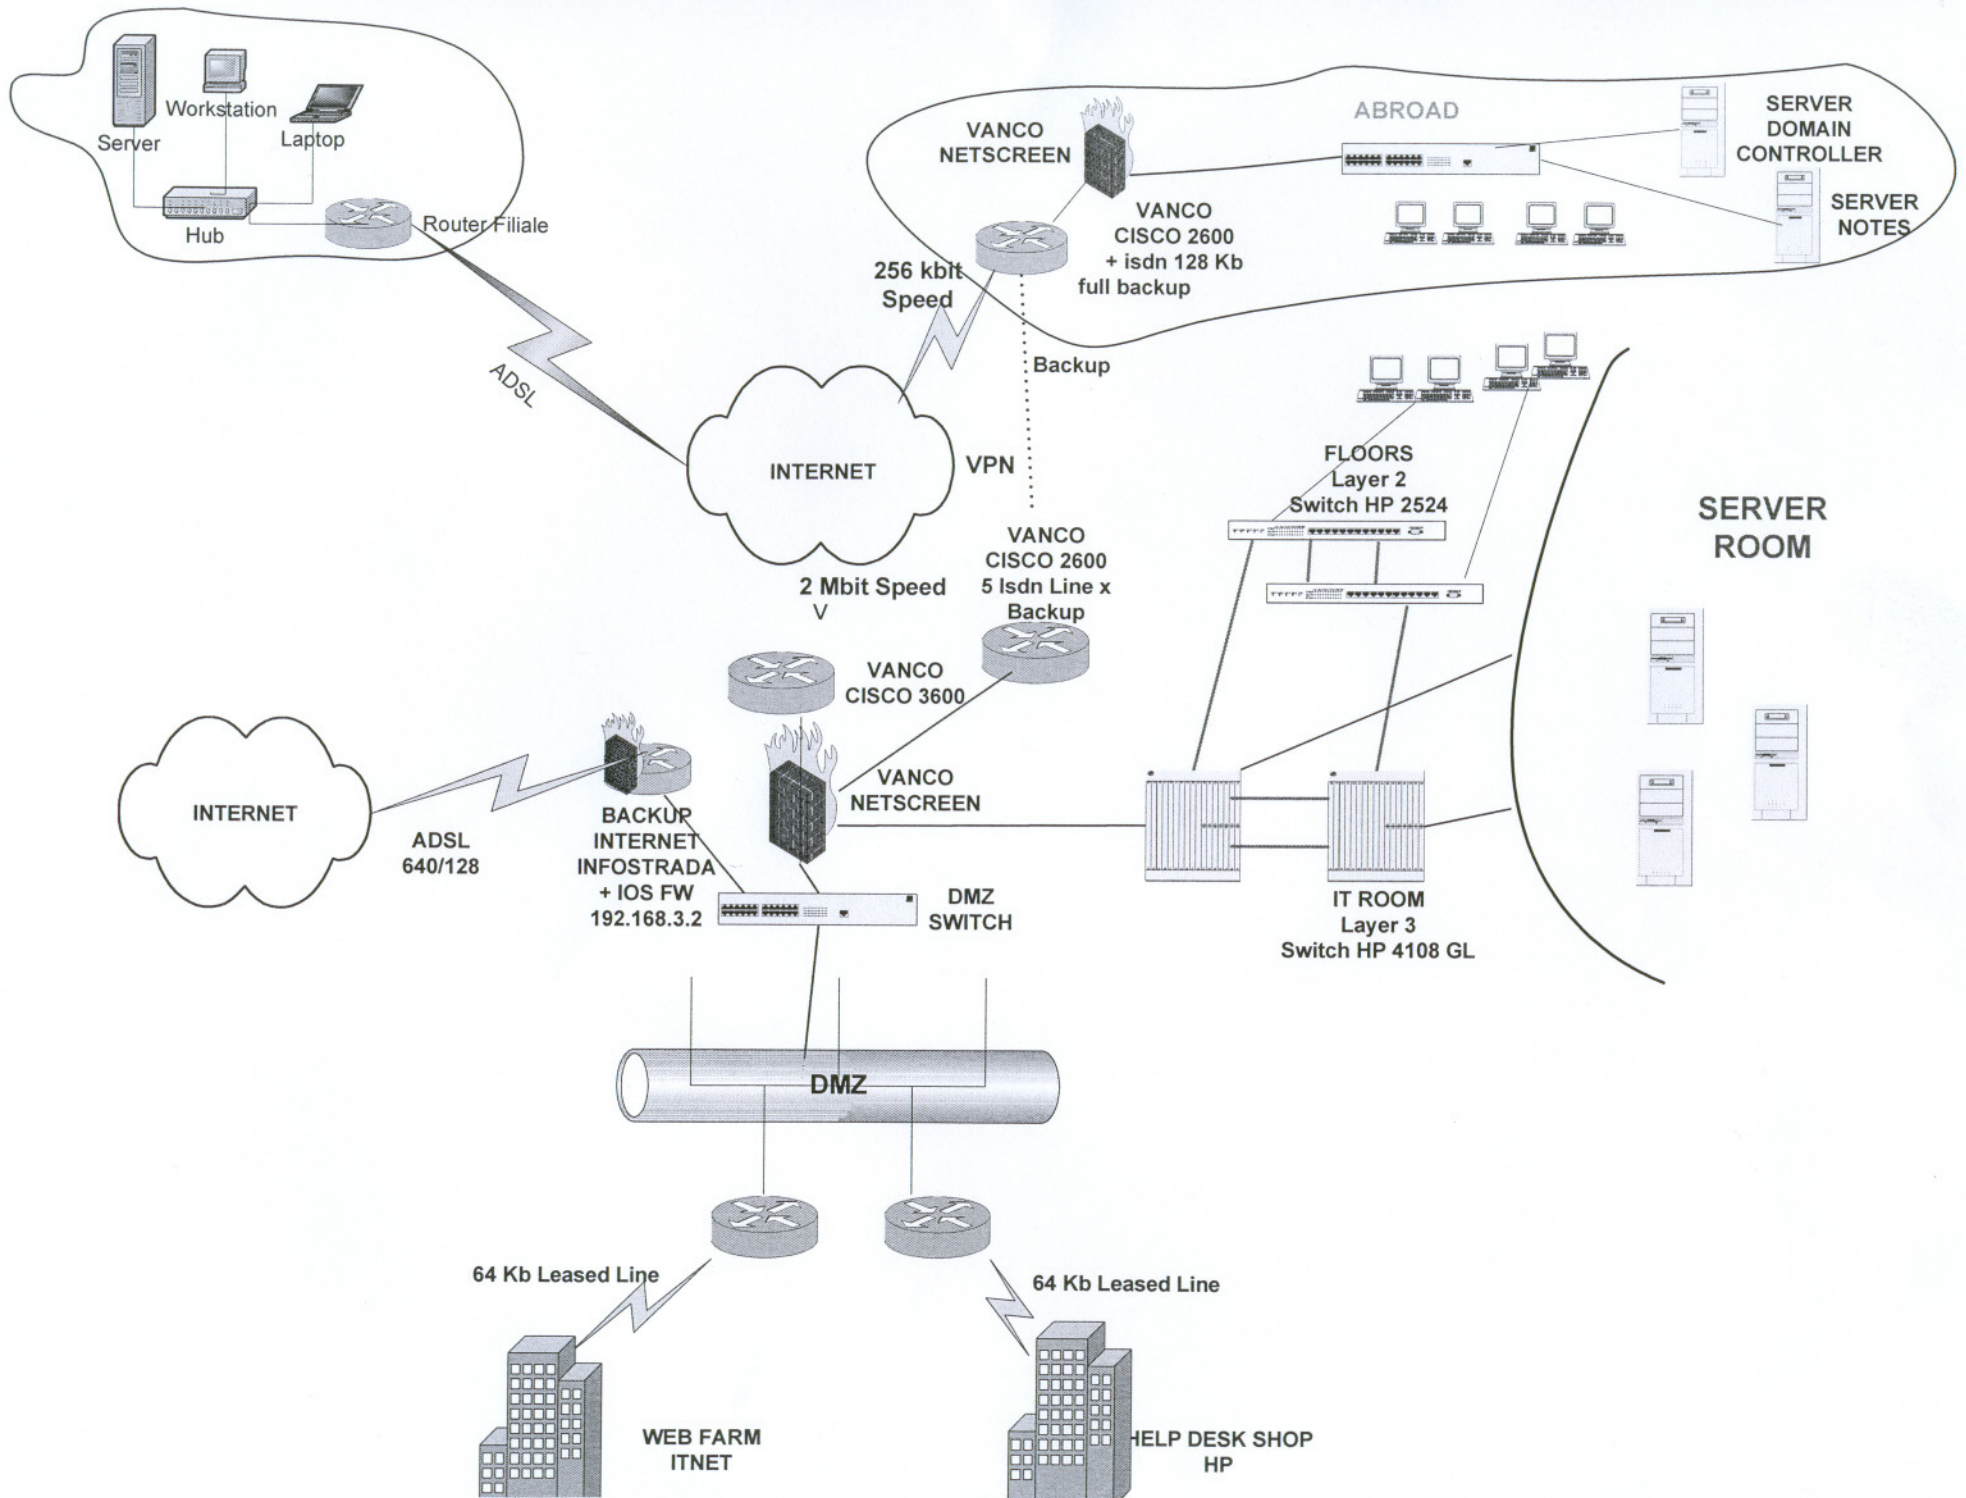 Server
Workstation
Laptop
Hub
Router Filiale
ADSL
ABROAD
VANCO
NETSCREEN
SERVER
DOMAIN
CONTROLLER
SERVER
NOTES
VANCO
CISCO 2600
+ isdn 128 Kb
full backup
256 kbit
Speed
Backup
INTERNET
VPN
FLOORS
Layer 2
Switch HP 2524
SERVER
ROOM
VANCO
CISCO 2600
5 Isdn Line x
Backup
2 Mbit Speed
V
VANCO
CISCO 3600
VANCO
NETSCREEN
INTERNET
ADSL
640/128
BACKUP
INTERNET
INFOSTRADA
+ IOS FW
192.168.3.2
DMZ
SWITCH
IT ROOM
Layer 3
Switch HP 4108 GL
DMZ
64 Kb Leased Line
64 Kb Leased Line
WEB FARM
ITNET
HELP DESK SHOP
HP